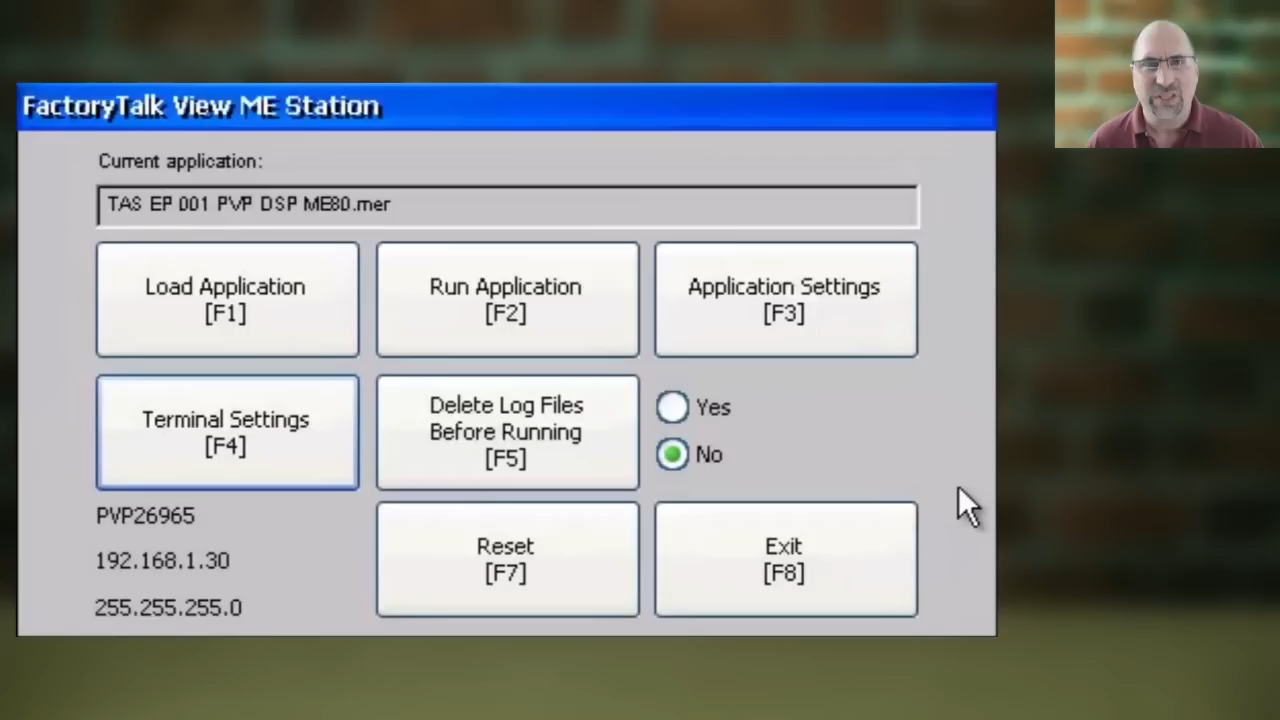 FactoryTalk View ME Station
Current application:
TAS EP 001 PVP DSP ME80.mer
Load Application
[F1]
Run Application
[F2]
Application Settings
[F3]
Terminal Settings
[F4]
Delete Log Files
Before Running
[F5]
Yes
No
PVP26965
192.168.1.30
255.255.255.0
Reset
[F7]
Exit
[F8]